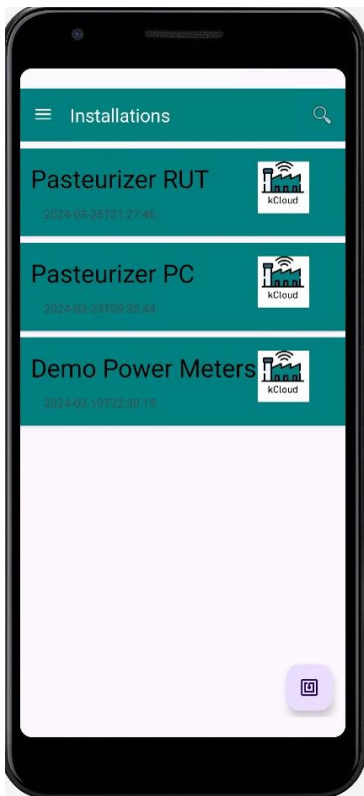 Installations
Pasteurizer RUT
kCloud
2024-03-26T21:27:46.
Pasteurizer PC
kCloud
2024-03-23T09:35:44.
Demo Power Meters
kCloud
2024-03-19T22:30:15.